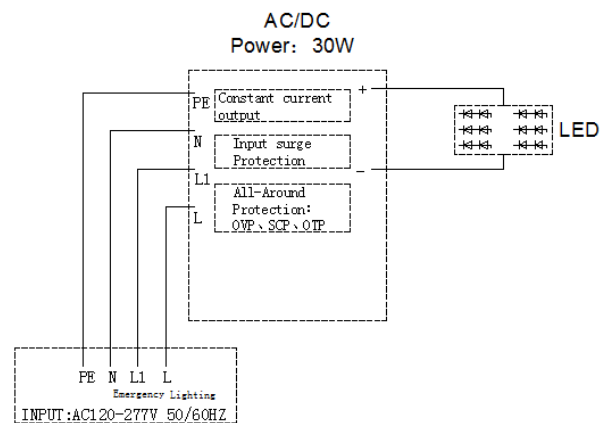 AC/DC
Power: 30W
PE
Constant current
output
+
N
Input surge
Protection
L1
−
All-Around
Protection:
OVP、SCP、OTP
L
LED
PE N L1 L
Emergency Lighting
INPUT:AC120-277V 50/60HZ